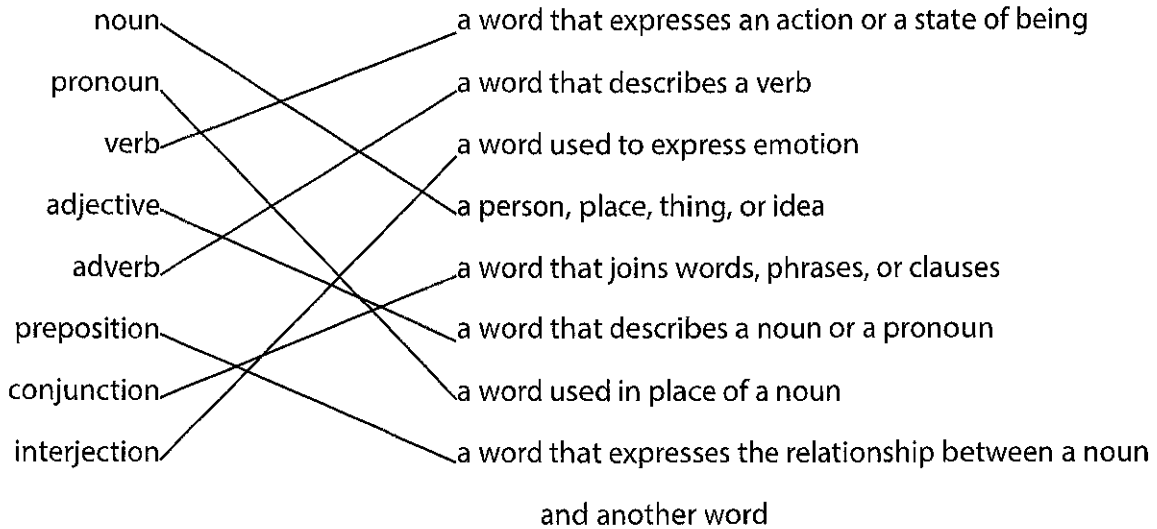 noun a word that expresses an action or a state of being
pronoun a word that describes a verb
verb a word used to express emotion
adjective a person, place, thing, or idea
adverb a word that joins words, phrases, or clauses
preposition a word that describes a noun or a pronoun
conjunction a word used in place of a noun
interjection a word that expresses the relationship between a noun
and another word